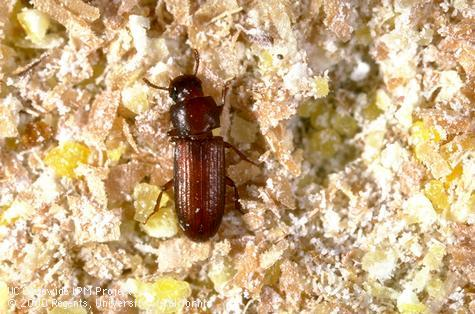 UC Statewide IPM Project
© 2000 Regents, University of California